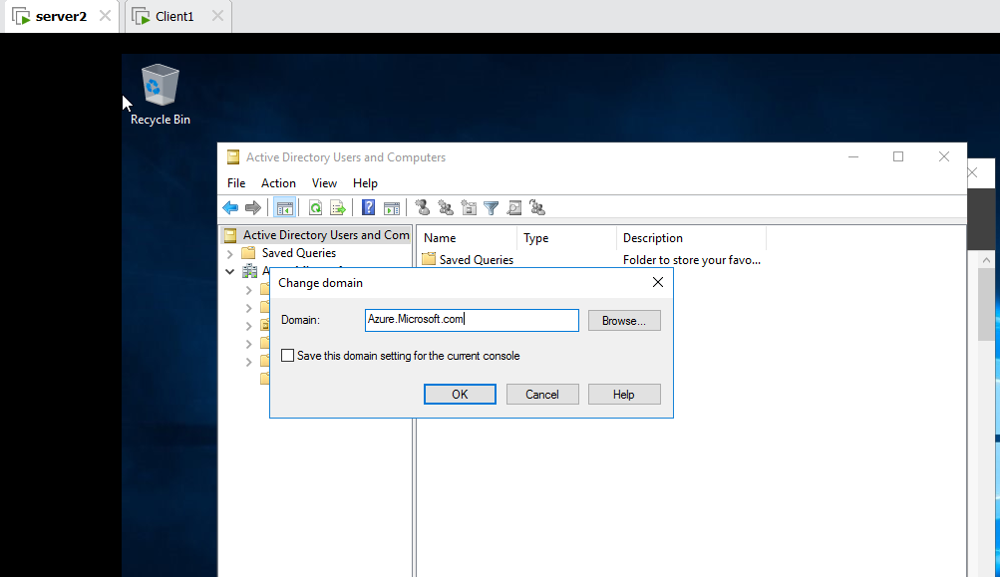 server2
Client1
Recycle Bin
Active Directory Users and Computers
File Action View Help
Active Directory Users and Com
Name Type Description
Saved Queries
Saved Queries Folder to store your favo...
Change domain
Domain: Azure.Microsoft.com Browse...
Save this domain setting for the current console
OK Cancel Help